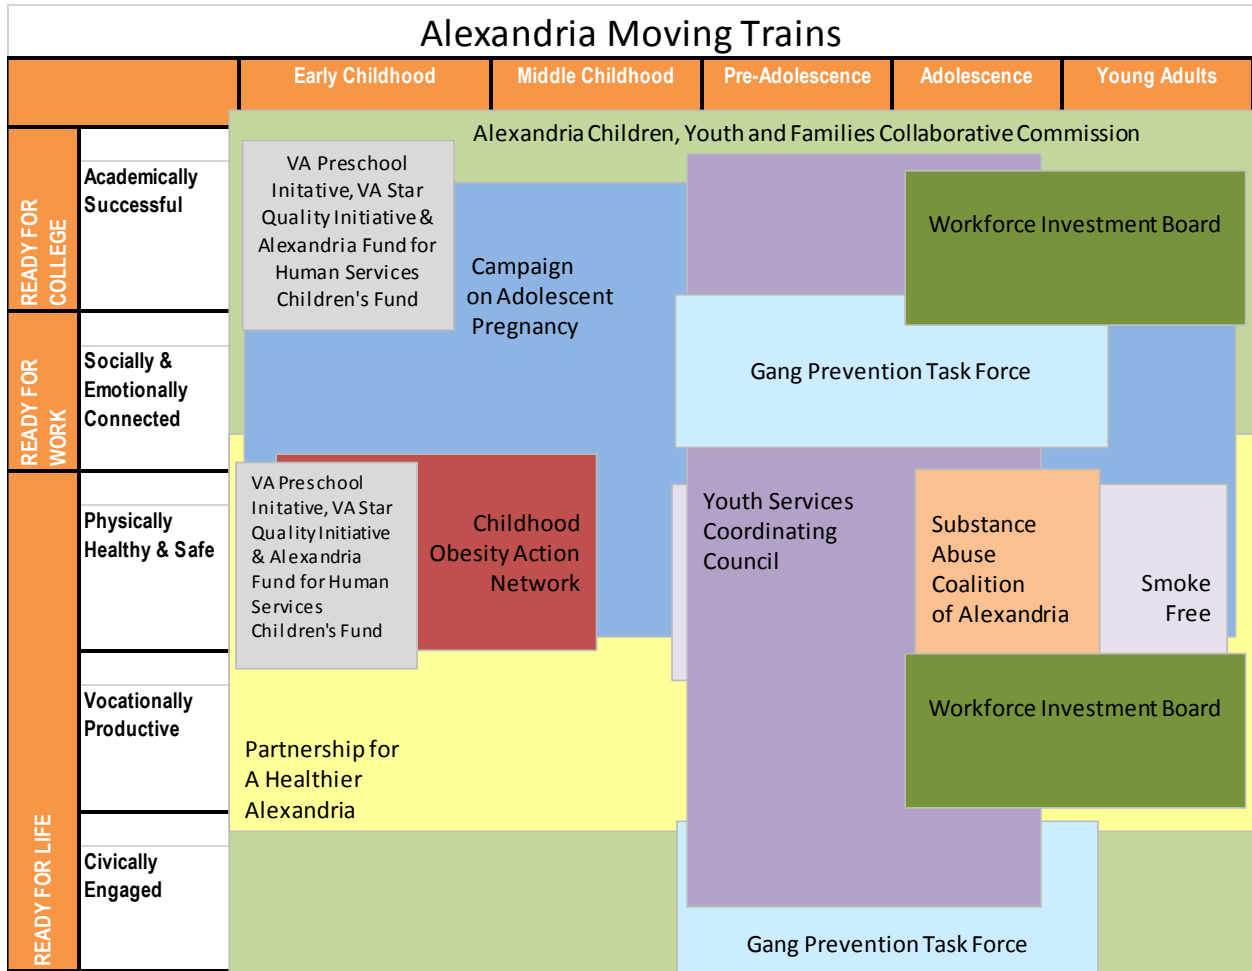 Alexandria Moving Trains
Early Childhood
Middle Childhood
Pre-Adolescence
Adolescence
Young Adults
READY FOR
COLLEGE
Academically
Successful
Alexandria Children, Youth and Families Collaborative Commission
VA Preschool
Initative, VA Star
Quality Initiative &
Alexandria Fund for
Human Services
Children's Fund
Campaign
on Adolescent
Pregnancy
Workforce Investment Board
READY FOR
WORK
Socially &
Emotionally
Connected
Gang Prevention Task Force
READY FOR LIFE
Physically
Healthy & Safe
VA Preschool
Initative, VA Star
Quality Initiative
& Alexandria
Fund for Human
Services
Children's Fund
Childhood
Obesity Action
Network
Youth Services
Coordinating
Council
Substance
Abuse
Coalition
of Alexandria
Smoke
Free
Vocationally
Productive
Partnership for
A Healthier
Alexandria
Workforce Investment Board
Civically
Engaged
Gang Prevention Task Force